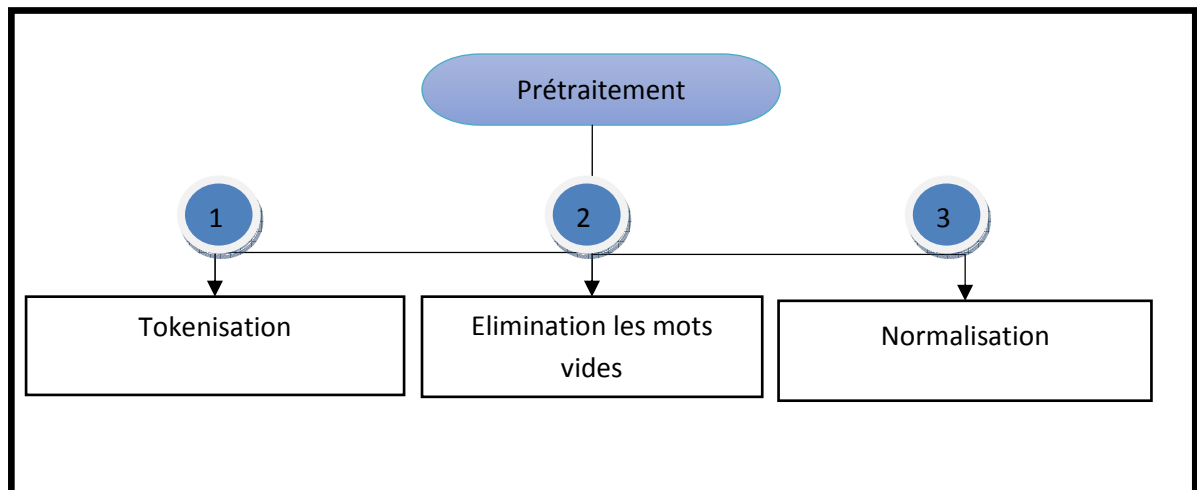 Prétraitement
1
2
3
Tokenisation
Elimination les mots
vides
Normalisation